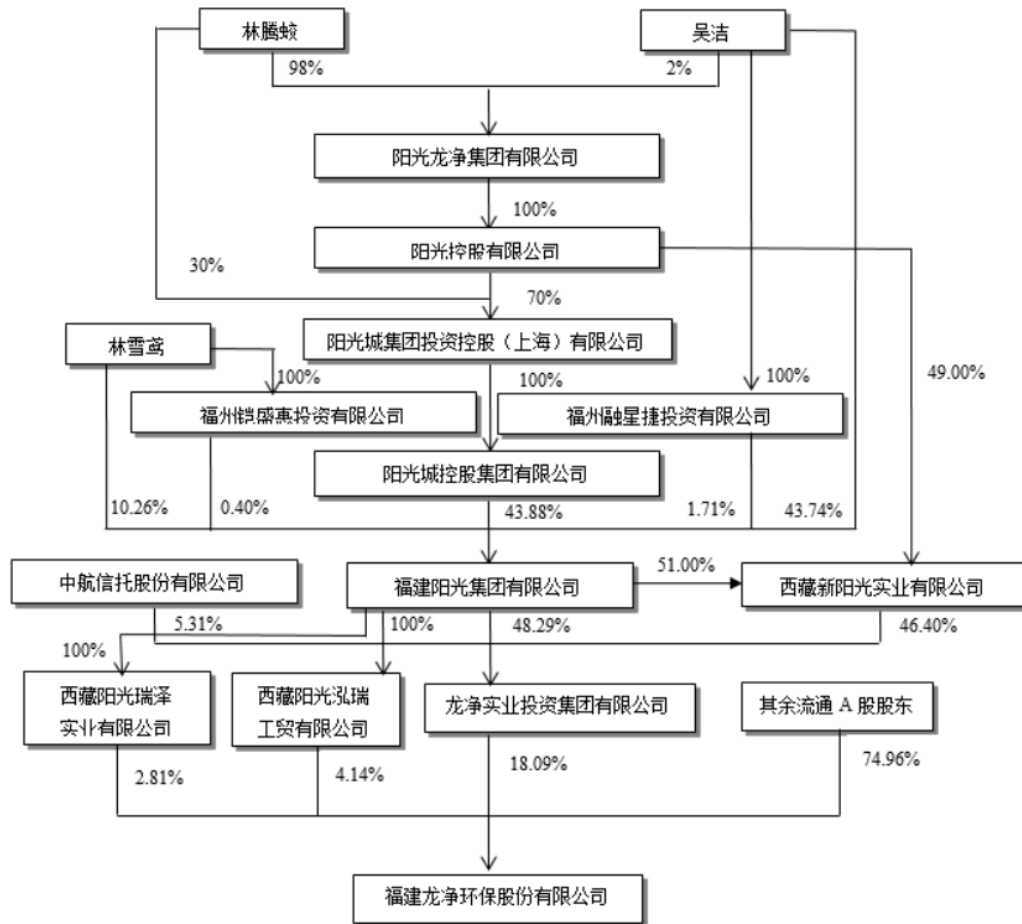 林腾蛟
吴洁
98%
2%
阳光龙净集团有限公司
100%
阳光控股有限公司
30%
70%
阳光城集团投资控股（上海）有限公司
林雪鸢
100%
100%
100%
49.00%
福州铠盛惠投资有限公司
福州融星捷投资有限公司
阳光城控股集团有限公司
10.26%
0.40%
43.88%
1.71%
43.74%
中航信托股份有限公司
福建阳光集团有限公司
51.00%
西藏新阳光实业有限公司
5.31%
100%
48.29%
46.40%
100%
西藏阳光瑞泽
实业有限公司
西藏阳光泓瑞
工贸有限公司
龙净实业投资集团有限公司
其余流通 A 股股东
2.81%
4.14%
18.09%
74.96%
福建龙净环保股份有限公司